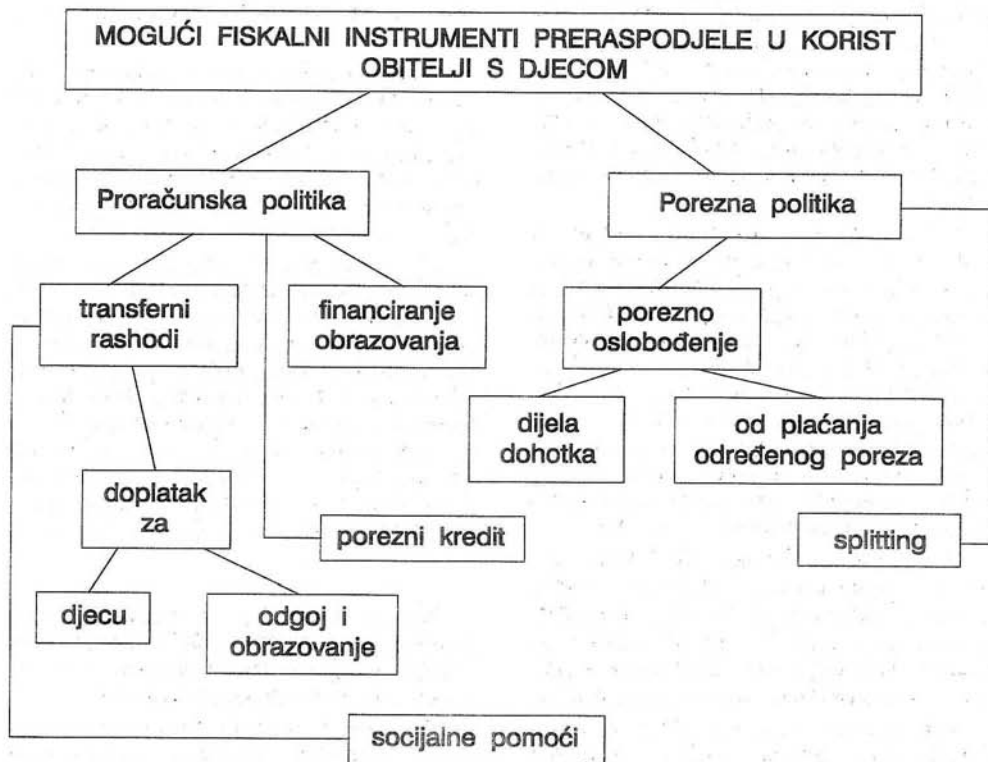 MOGUĆI FISKALNI INSTRUMENTI PRERASPODJELE U KORIST
OBITELJI S DJECOM
Proračunska politika
Porezna politika
transferni
rashodi
financiranje
obrazovanja
porezno
oslobođenje
dijela
dohotka
od plaćanja
određenog poreza
doplatak
za
porezni kredit
splitting
djecu
odgoj i
obrazovanje
socijalne pomoći